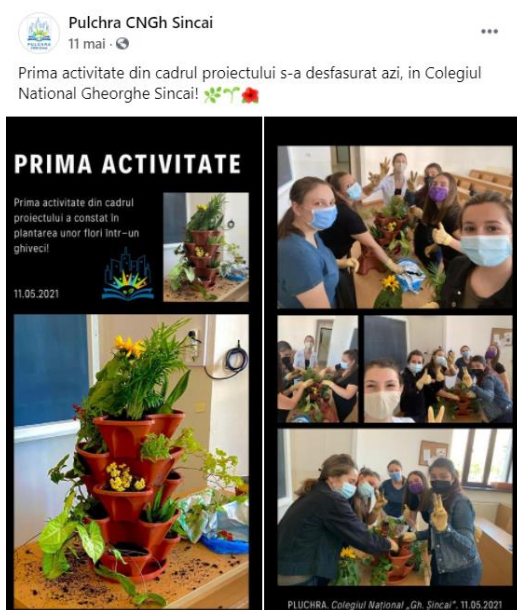 Pulchra CNGh Sincai
11 mai ·
Prima activitate din cadrul proiectului s-a desfasurat azi, in Colegiul
National Gheorghe Sincai!
PRIMA ACTIVITATE
Prima activitate din cadrul
proiectului a constat în
plantarea unor flori într-un
ghiveci!
11.05.2021
PLUCHRA. Colegiul Național „Gh. Șincai”, 11.05.2021